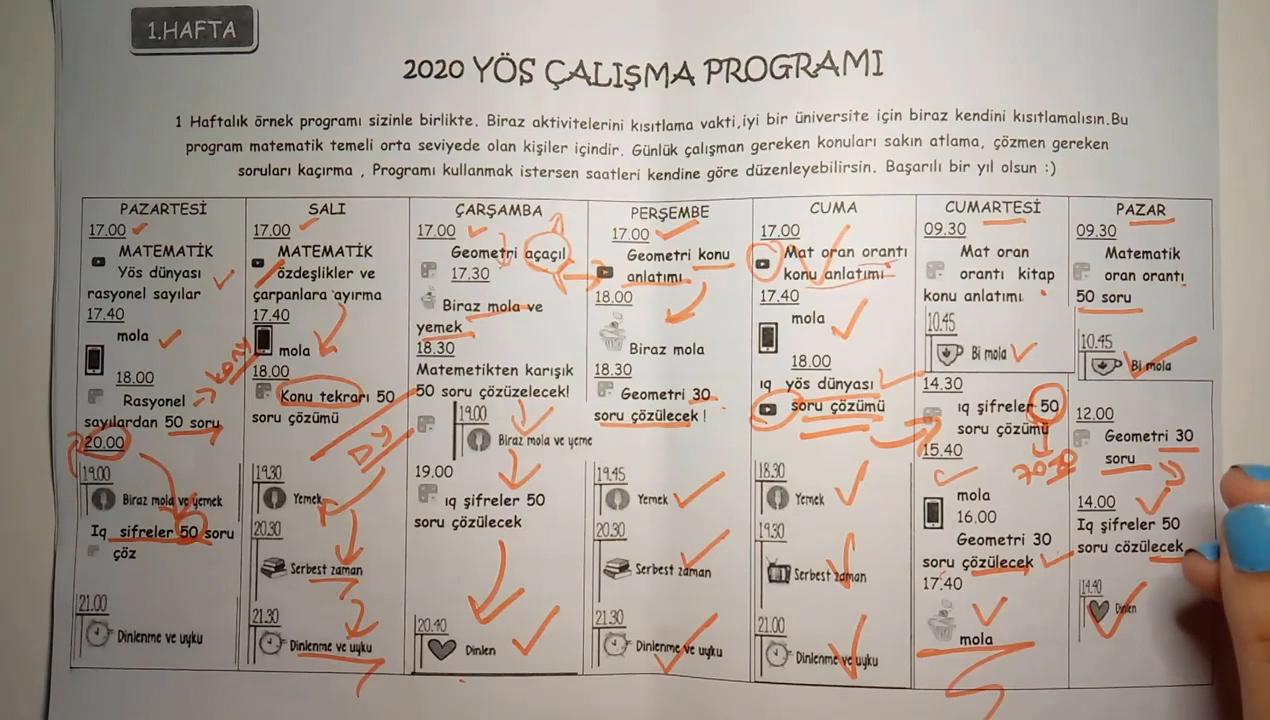 1.HAFTA
2020 YÖS ÇALIŞMA PROGRAMI
1 Haftalık örnek programı sizinle birlikte. Biraz aktivitelerini kısıtlama vakti,iyi bir üniversite için biraz kendini kısıtlamalısın.Bu
program matematik temeli orta seviyede olan kişiler içindir. Günlük çalışman gereken konuları sakın atlama, çözmen gereken
soruları kaçırma , Programı kullanmak istersen saatleri kendine göre düzenleyebilirsin. Başarılı bir yıl olsun :)
PAZARTESİ
17.00
MATEMATİK
Yös dünyası
rasyonel sayılar
17.40
mola
18.00
Rasyonel
sayılardan 50 soru
20.00
19.00
Biraz mola ve yemek
Iq şifreler 50 soru
çöz
21.00
Dinlenme ve uyku
SALI
17.00
MATEMATİK
özdeşlikler ve
çarpanlara ayırma
17.40
mola
18.00
Konu tekrarı 50
soru çözümü
19.30
Yemek
20.30
Serbest zaman
21.30
Dinlenme ve uyku
ÇARŞAMBA
17.00
Geometri açaçıl
17.30
Biraz mola ve
yemek
18.30
Matemetikten karışık
50 soru çözüzelecek!
19.00
Biraz mola ve yeme
19.00
ıq şifreler 50
soru çözülecek
20.40
Dinlen
PERŞEMBE
17.00
Geometri konu
anlatımı
18.00
Biraz mola
18.30
Geometri 30
soru çözülecek !
19.45
Yemek
20.30
Serbest zaman
21.30
Dinlenme ve uyku
CUMA
17.00
Mat oran orantı
konu anlatımı
17.40
mola
18.00
ıq yös dünyası
soru çözümü
18.30
Yemek
19.30
Serbest zaman
21.00
Dinlenme ve uyku
CUMARTESİ
09.30
Mat oran
orantı kitap
konu anlatımı
10.45
Bi mola
14.30
ıq şifreler 50
soru çözümü
15.40
mola
16.00
Geometri 30
soru çözülecek
17.40
mola
PAZAR
09.30
Matematik
oran orantı
50 soru
10.45
Bi mola
12.00
Geometri 30
soru
14.00
Iq şifreler 50
soru cözülecek
14.40
Dinlen